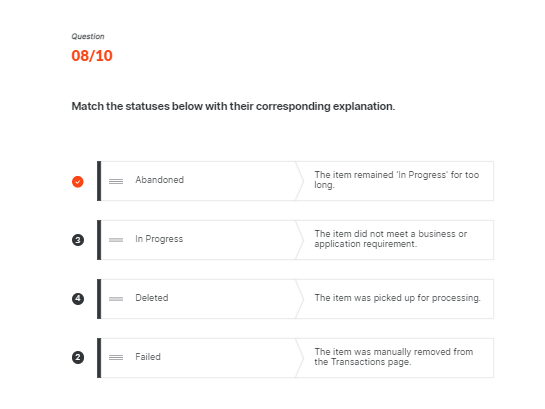 Question
08/10
Match the statuses below with their corresponding explanation.
Abandoned
The item remained 'In Progress' for too
long.
3
In Progress
The item did not meet a business or
application requirement.
4
Deleted
The item was picked up for processing.
2
Failed
The item was manually removed from
the Transactions page.